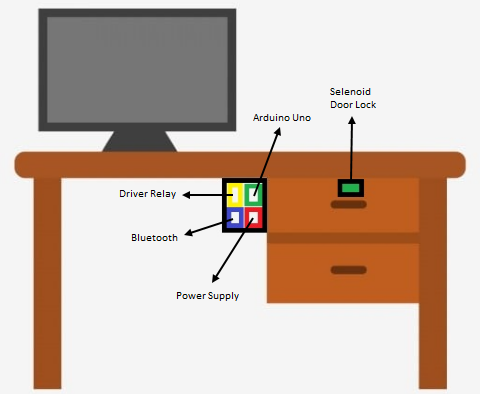 Selenoid
Door Lock
Arduino Uno
Driver Relay
Bluetooth
Power Supply